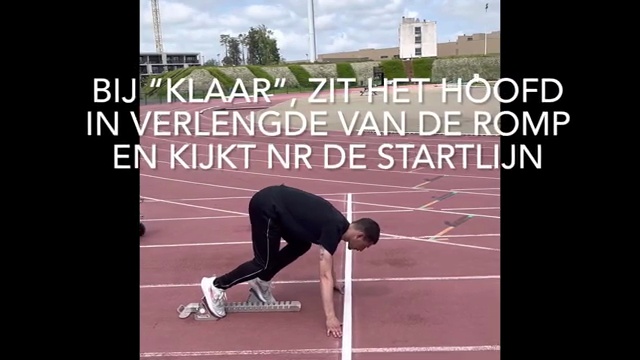 BIJ “KLAAR”, ZIT HET HOOFD
IN VERLENGDE VAN DE ROMP
EN KIJKT NR DE STARTLIJN